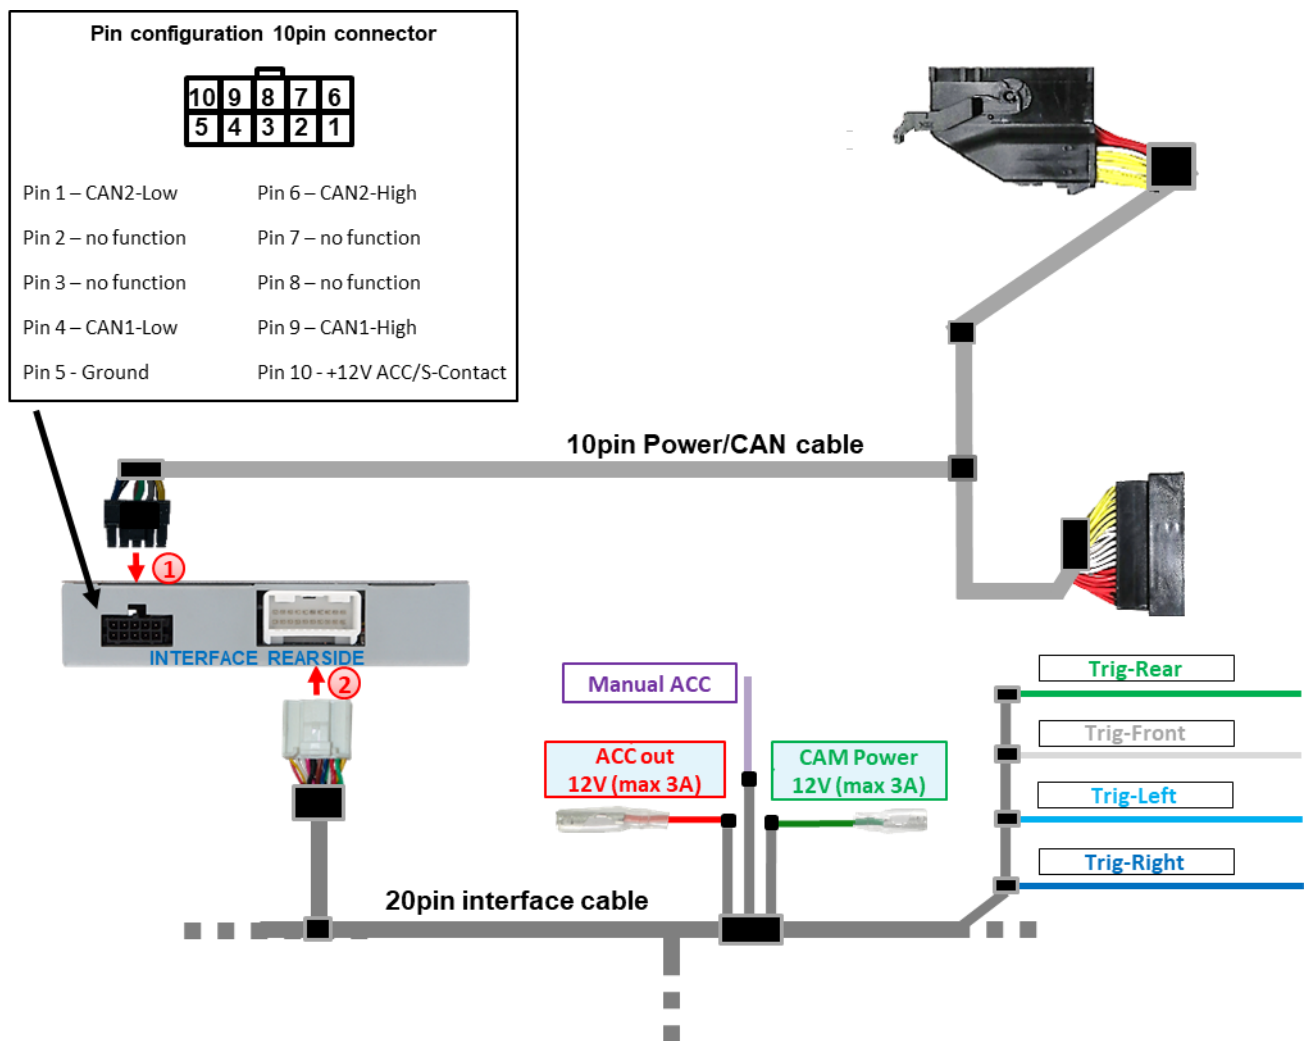 Pin configuration 10pin connector
10 9 8 7 6
5 4 3 2 1
Pin 1 – CAN2-Low Pin 6 – CAN2-High
Pin 2 – no function Pin 7 – no function
Pin 3 – no function Pin 8 – no function
Pin 4 – CAN1-Low Pin 9 – CAN1-High
Pin 5 - Ground Pin 10 - +12V ACC/S-Contact
10pin Power/CAN cable
1
INTERFACE REARSIDE
2
Manual ACC
ACC out
12V (max 3A)
CAM Power
12V (max 3A)
Trig-Rear
Trig-Front
Trig-Left
Trig-Right
20pin interface cable